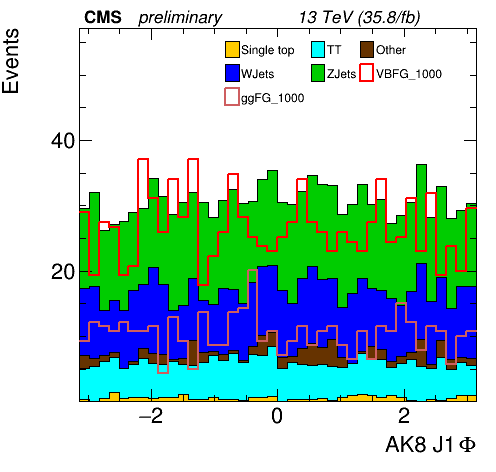 CMS preliminary 13 TeV (35.8/fb)
Events
Single top TT Other
WJets ZJets VBFG_1000
ggFG_1000
40
20
−2 0 2
AK8 J1 Φ